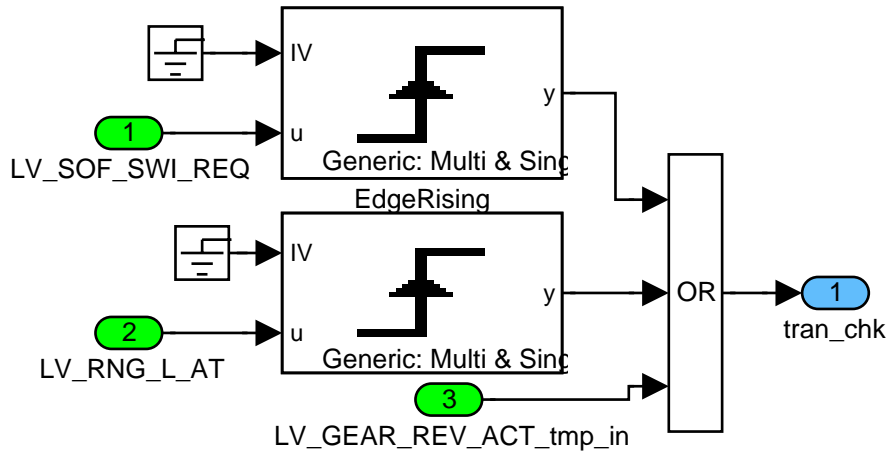 IV
y
1
u
LV_SOF_SWI_REQ
Generic: Multi & Sing
EdgeRising
IV
y
OR
1
2
u
tran_chk
LV_RNG_L_AT
Generic: Multi & Sing
3
LV_GEAR_REV_ACT_tmp_in